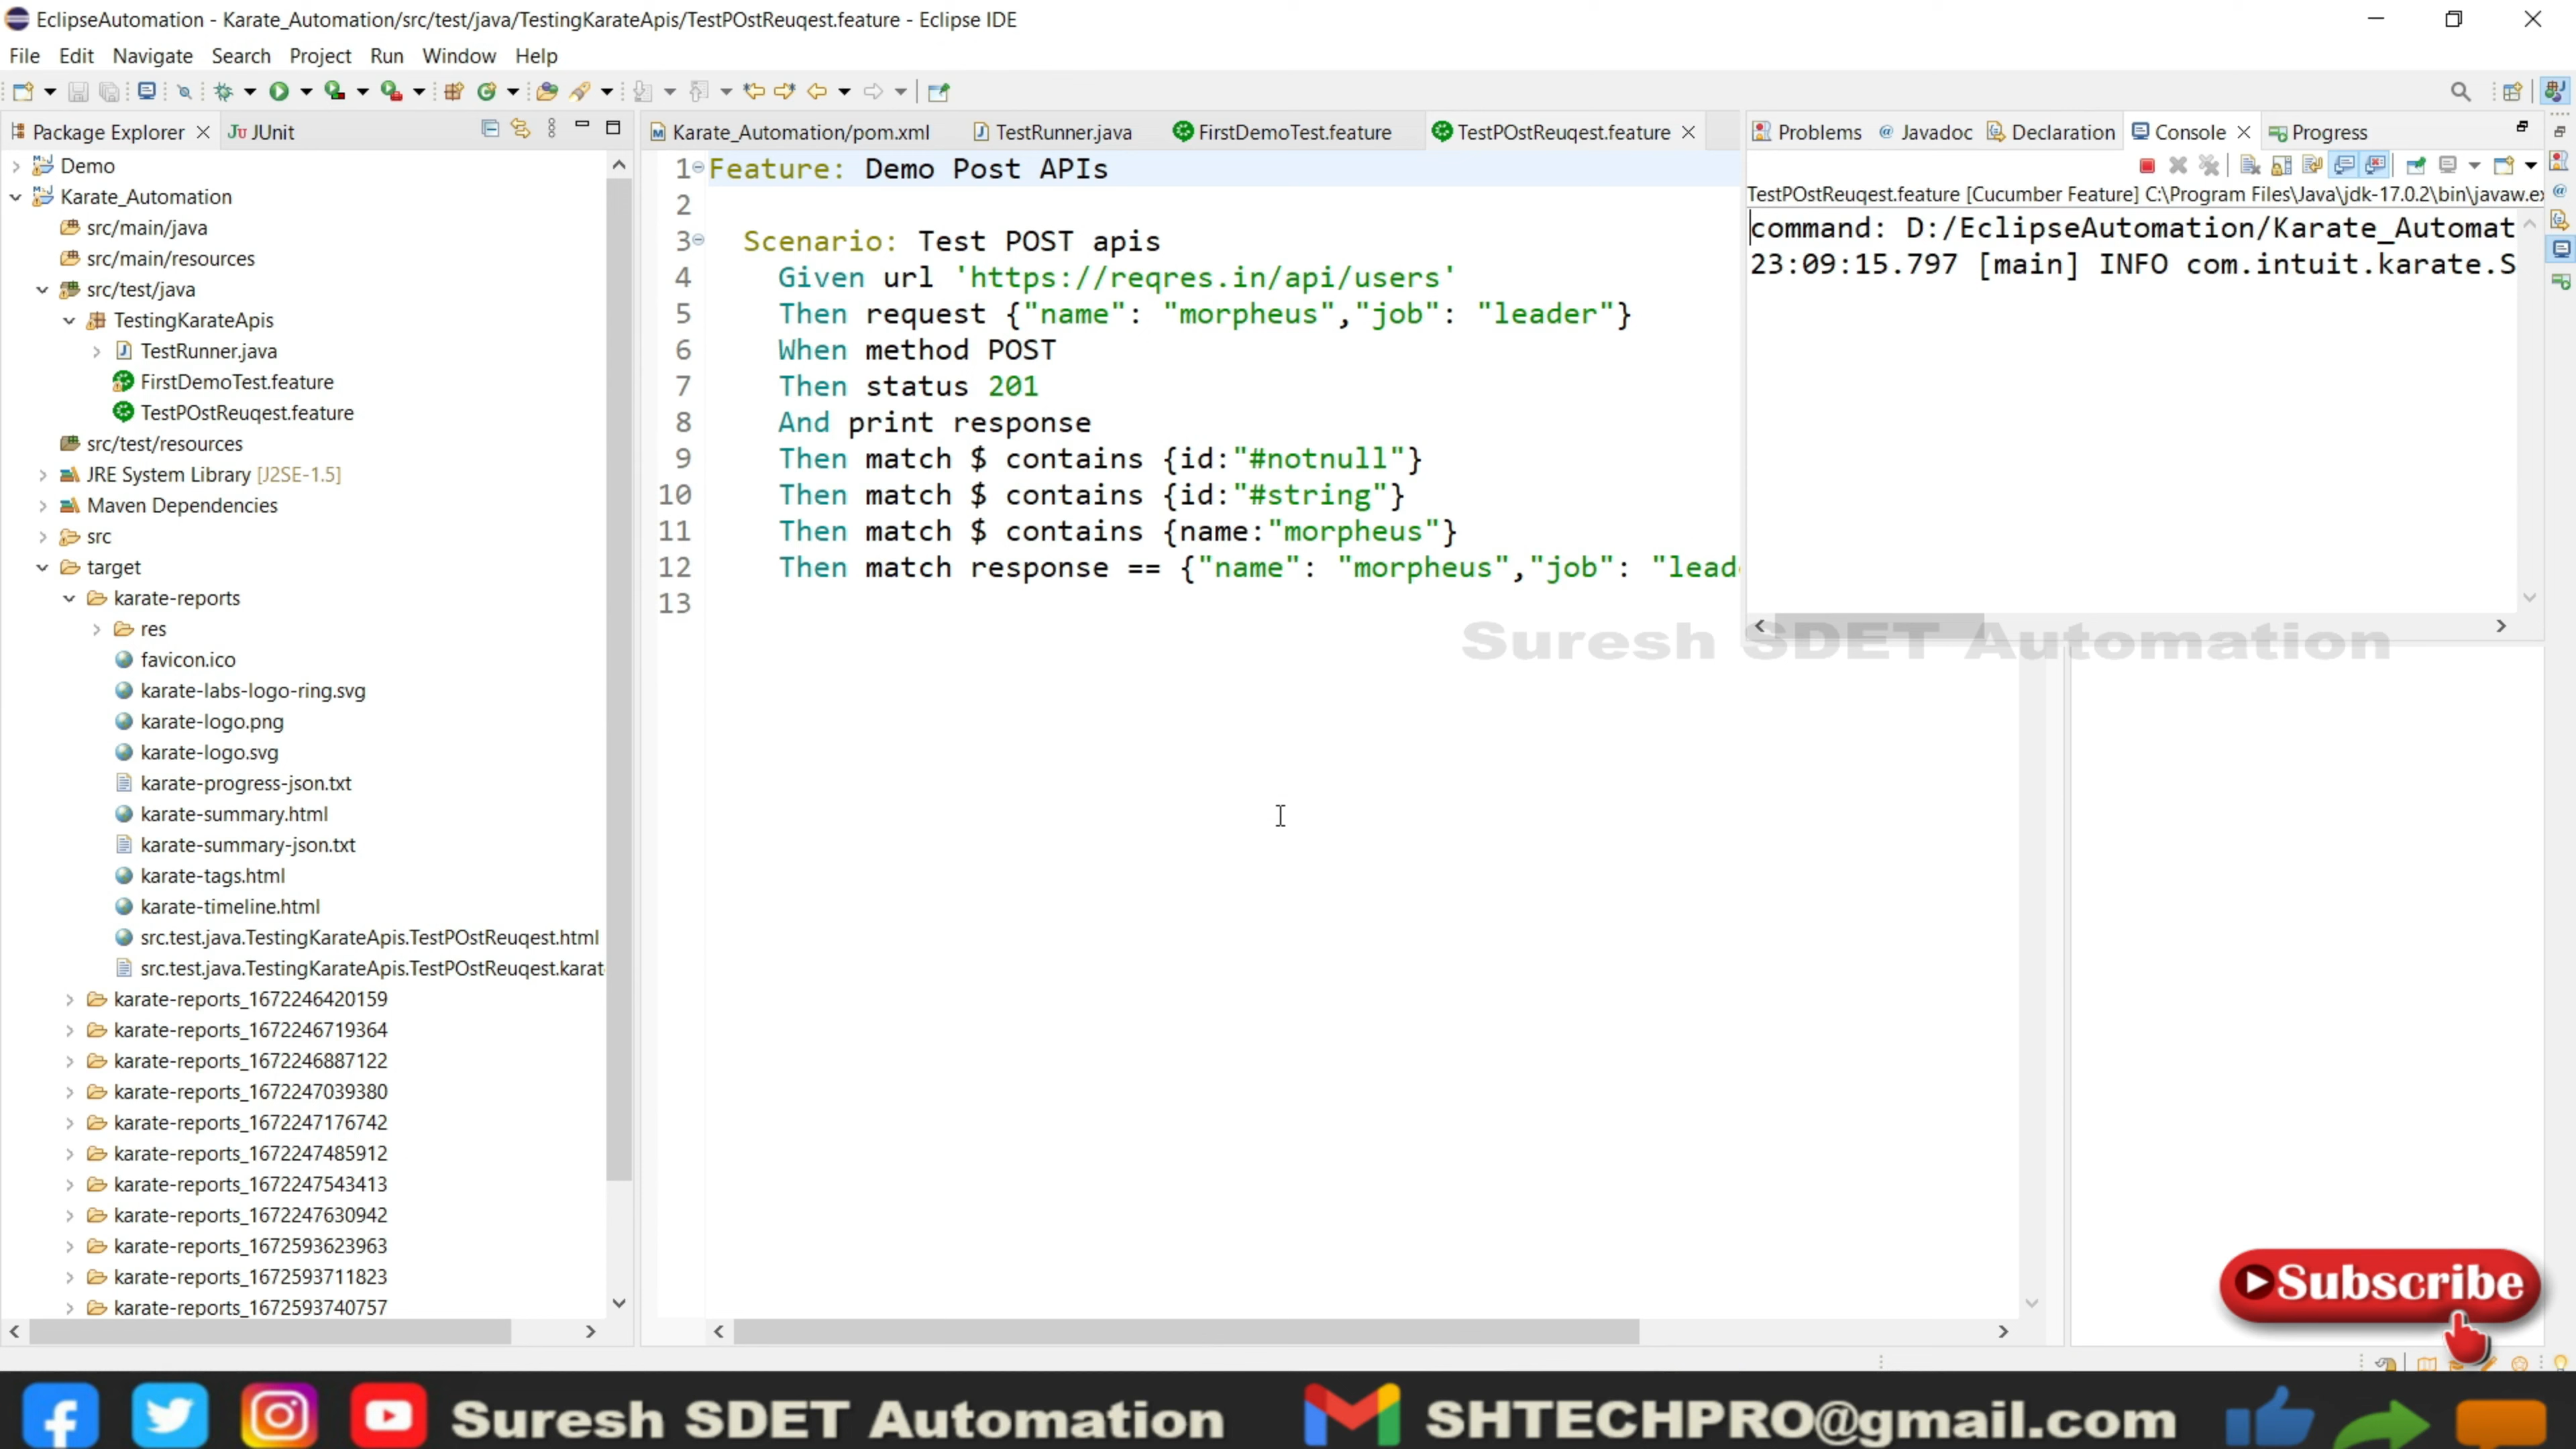 EclipseAutomation - Karate_Automation/src/test/java/TestingKarateApis/TestPOstReuqest.feature - Eclipse IDE
File Edit Navigate Search Project Run Window Help
Package Explorer JUnit
Demo
Karate_Automation
src/main/java
src/main/resources
src/test/java
TestingKarateApis
TestRunner.java
FirstDemoTest.feature
TestPOstReuqest.feature
src/test/resources
JRE System Library [J2SE-1.5]
Maven Dependencies
src
target
karate-reports
res
favicon.ico
karate-labs-logo-ring.svg
karate-logo.png
karate-logo.svg
karate-progress-json.txt
karate-summary.html
karate-summary-json.txt
karate-tags.html
karate-timeline.html
src.test.java.TestingKarateApis.TestPOstReuqest.html
src.test.java.TestingKarateApis.TestPOstReuqest.karat
karate-reports_1672246420159
karate-reports_1672246719364
karate-reports_1672246887122
karate-reports_1672247039380
karate-reports_1672247176742
karate-reports_1672247485912
karate-reports_1672247543413
karate-reports_1672247630942
karate-reports_1672593623963
karate-reports_1672593711823
karate-reports_1672593740757
Karate_Automation/pom.xml TestRunner.java FirstDemoTest.feature TestPOstReuqest.feature
1 Feature: Demo Post APIs
2
3 Scenario: Test POST apis
4 Given url 'https://reqres.in/api/users'
5 Then request {"name": "morpheus","job": "leader"}
6 When method POST
7 Then status 201
8 And print response
9 Then match $ contains {id:"#notnull"}
10 Then match $ contains {id:"#string"}
11 Then match $ contains {name:"morpheus"}
12 Then match response == {"name": "morpheus","job": "lead
13
Problems Javadoc Declaration Console Progress
TestPOstReuqest.feature [Cucumber Feature] C:\Program Files\Java\jdk-17.0.2\bin\javaw.ex
command: D:/EclipseAutomation/Karate_Automat
23:09:15.797 [main] INFO com.intuit.karate.S
Suresh SDET Automation
Subscribe
Suresh SDET Automation SHTECHPRO@gmail.com